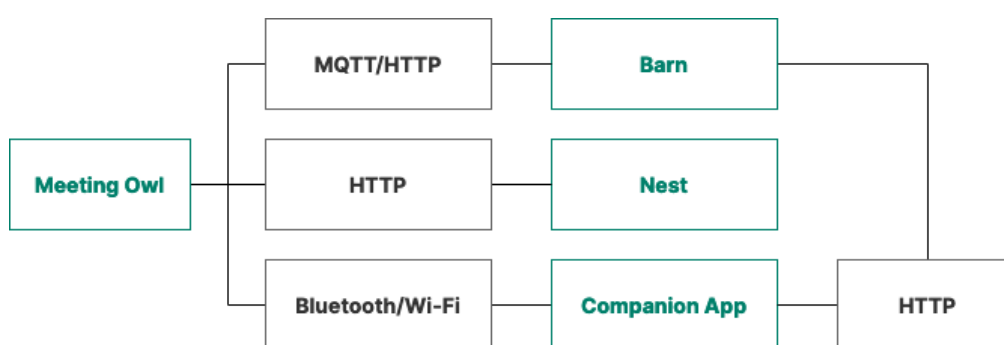 MQTT/HTTP
Barn
Meeting Owl
HTTP
Nest
Bluetooth/Wi-Fi
Companion App
HTTP